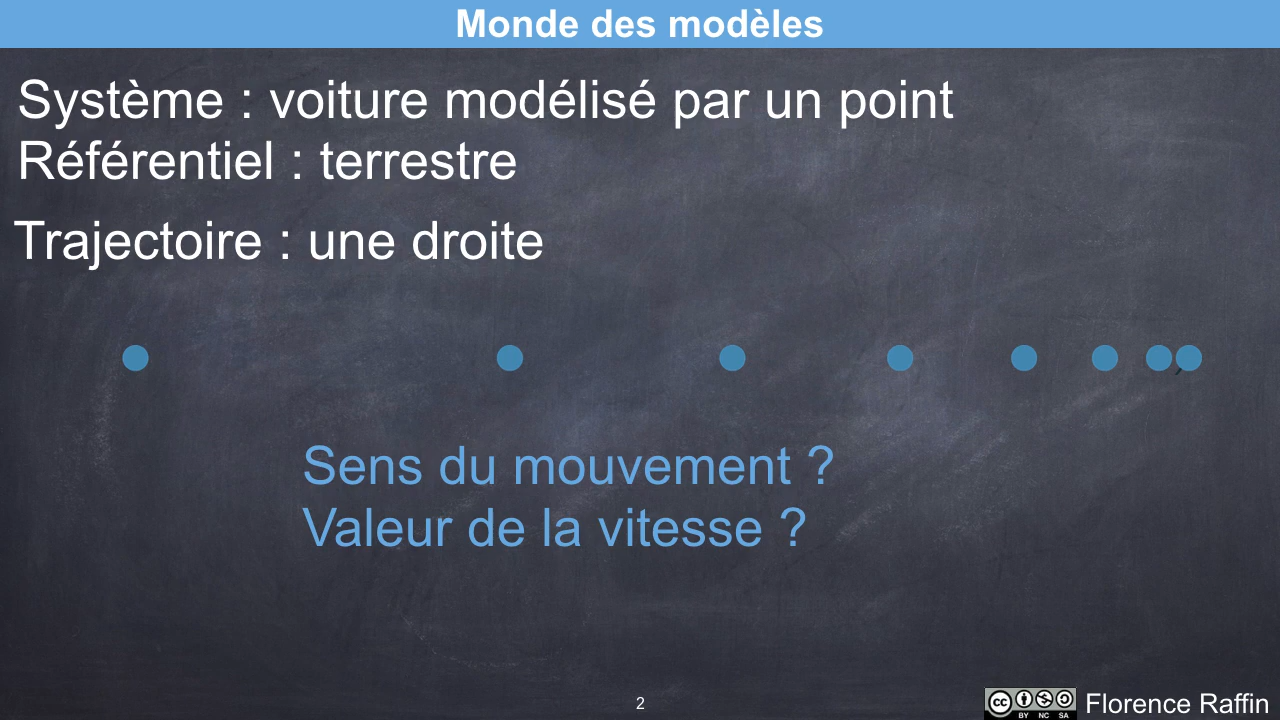 Monde des modèles
Système : voiture modélisé par un point
Référentiel : terrestre
Trajectoire : une droite
,
Sens du mouvement ?
Valeur de la vitesse ?
2
cc BY NC SA
Florence Raffin